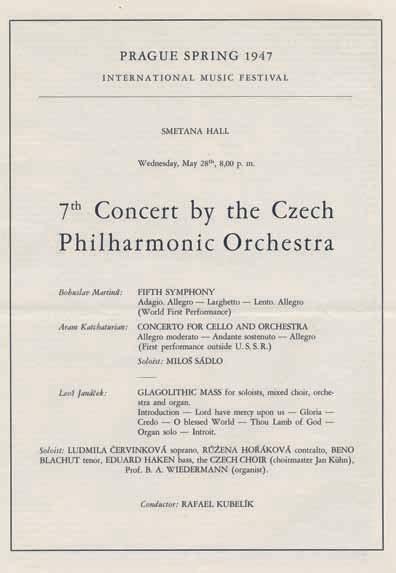 PRAGUE SPRING 1947
INTERNATIONAL MUSIC FESTIVAL
SMETANA HALL
Wednesday, May 28th, 8,00 p. m.
7th Concert by the Czech
Philharmonic Orchestra
Bohuslav Martinů: FIFTH SYMPHONY
Adagio. Allegro — Larghetto — Lento. Allegro
(World First Performance)
Aram Katchaturian: CONCERTO FOR CELLO AND ORCHESTRA
Allegro moderato — Andante sostenuto — Allegro
(First performance outside U. S. S. R.)
Soloist: MILOŠ SÁDLO
Leoš Janáček: GLAGOLITHIC MASS for soloists, mixed choir, orche-
stra and organ.
Introduction — Lord have mercy upon us — Gloria —
Credo — O blessed World — Thou Lamb of God —
Organ solo — Introit.
Soloist: LUDMILA ČERVINKOVÁ soprano, RŮŽENA HOŘÁKOVÁ contralto, BENO
BLACHUT tenor, EDUARD HAKEN bass, the CZECH CHOIR (choirmaster Jan Kühn),
Prof. B. A. WIEDERMANN (organist).
Conductor: RAFAEL KUBELÍK